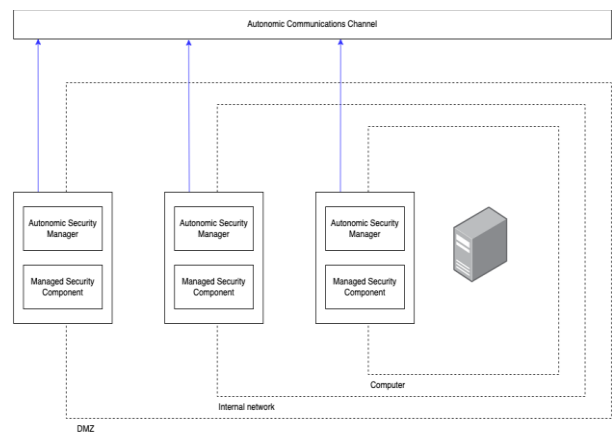 Autonomic Communications Channel
Autonomic Security
Manager
Managed Security
Component
Autonomic Security
Manager
Managed Security
Component
Autonomic Security
Manager
Managed Security
Component
Computer
Internal network
DMZ